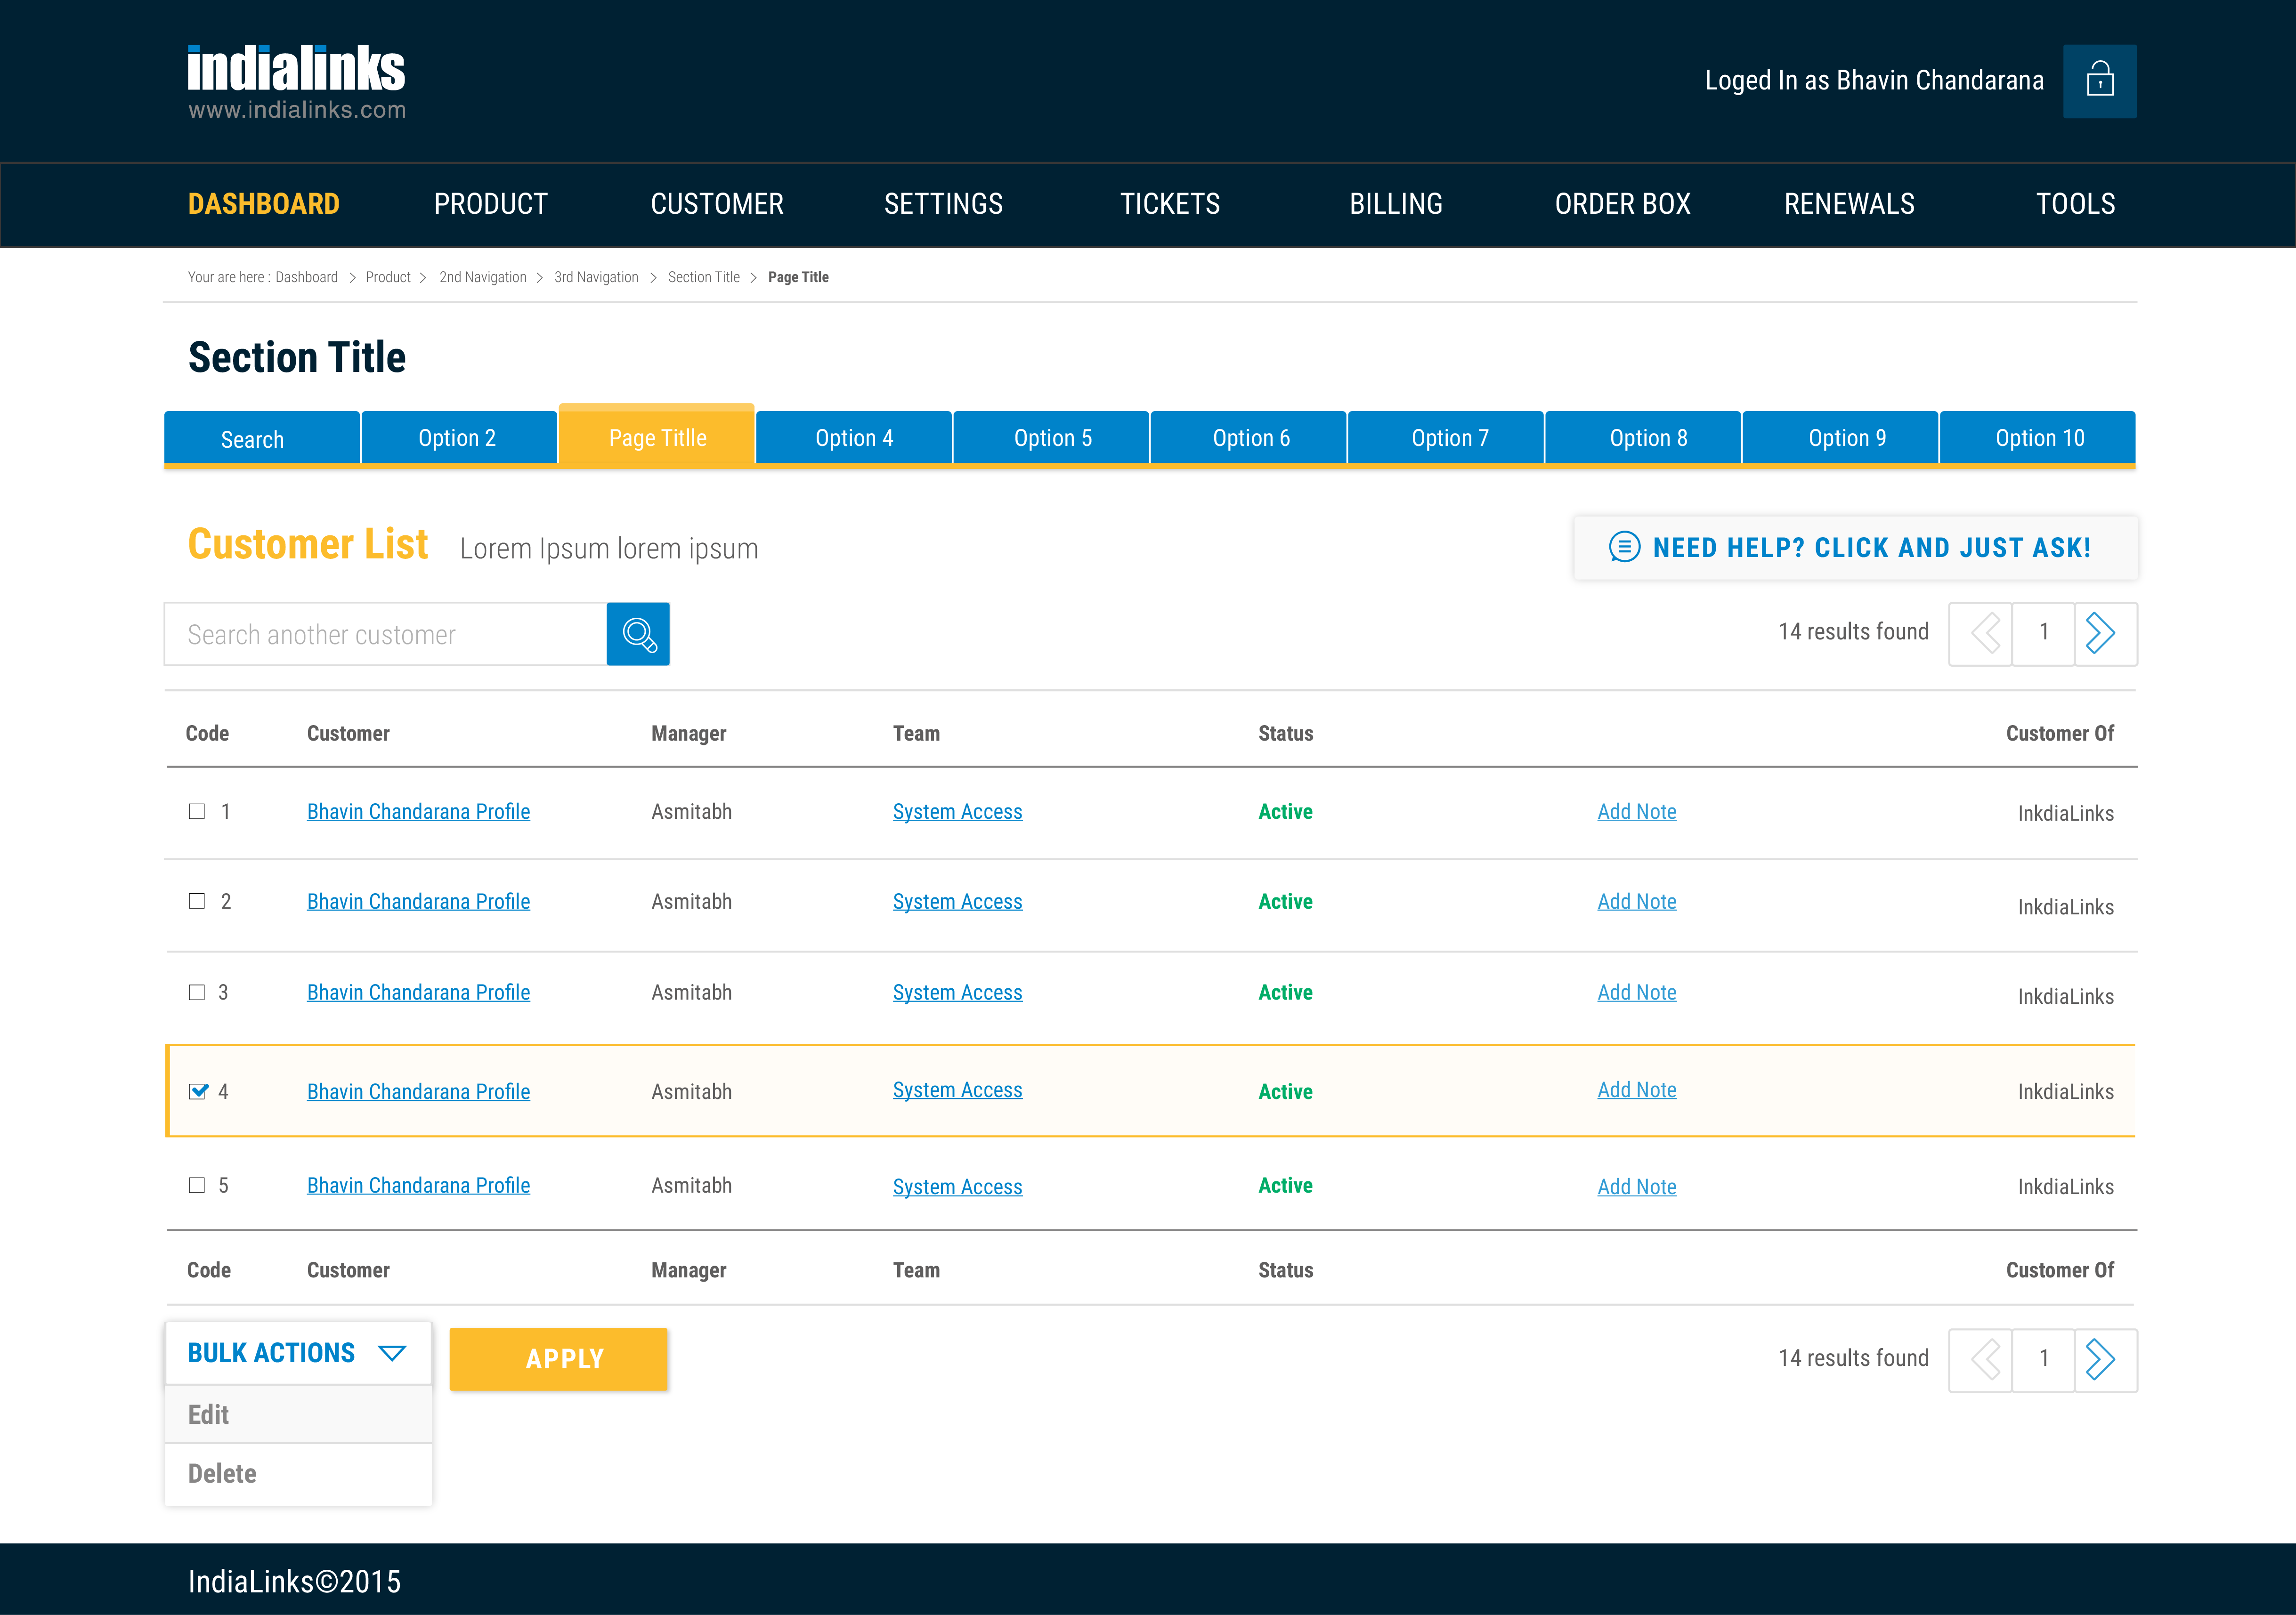 indialinks
www.indialinks.com
Loged In as Bhavin Chandarana
DASHBOARD PRODUCT CUSTOMER SETTINGS TICKETS BILLING ORDER BOX RENEWALS TOOLS
Your are here : Dashboard > Product > 2nd Navigation > 3rd Navigation > Section Title > Page Title
Section Title
Search Option 2 Page Titlle Option 4 Option 5 Option 6 Option 7 Option 8 Option 9 Option 10
Customer List Lorem Ipsum lorem ipsum
NEED HELP? CLICK AND JUST ASK!
Search another customer
14 results found 1
Code Customer Manager Team Status Customer Of
1 Bhavin Chandarana Profile Asmitabh System Access Active Add Note InkdiaLinks
2 Bhavin Chandarana Profile Asmitabh System Access Active Add Note InkdiaLinks
3 Bhavin Chandarana Profile Asmitabh System Access Active Add Note InkdiaLinks
4 Bhavin Chandarana Profile Asmitabh System Access Active Add Note InkdiaLinks
5 Bhavin Chandarana Profile Asmitabh System Access Active Add Note InkdiaLinks
Code Customer Manager Team Status Customer Of
BULK ACTIONS APPLY
14 results found 1
Edit
Delete
IndiaLinks©2015